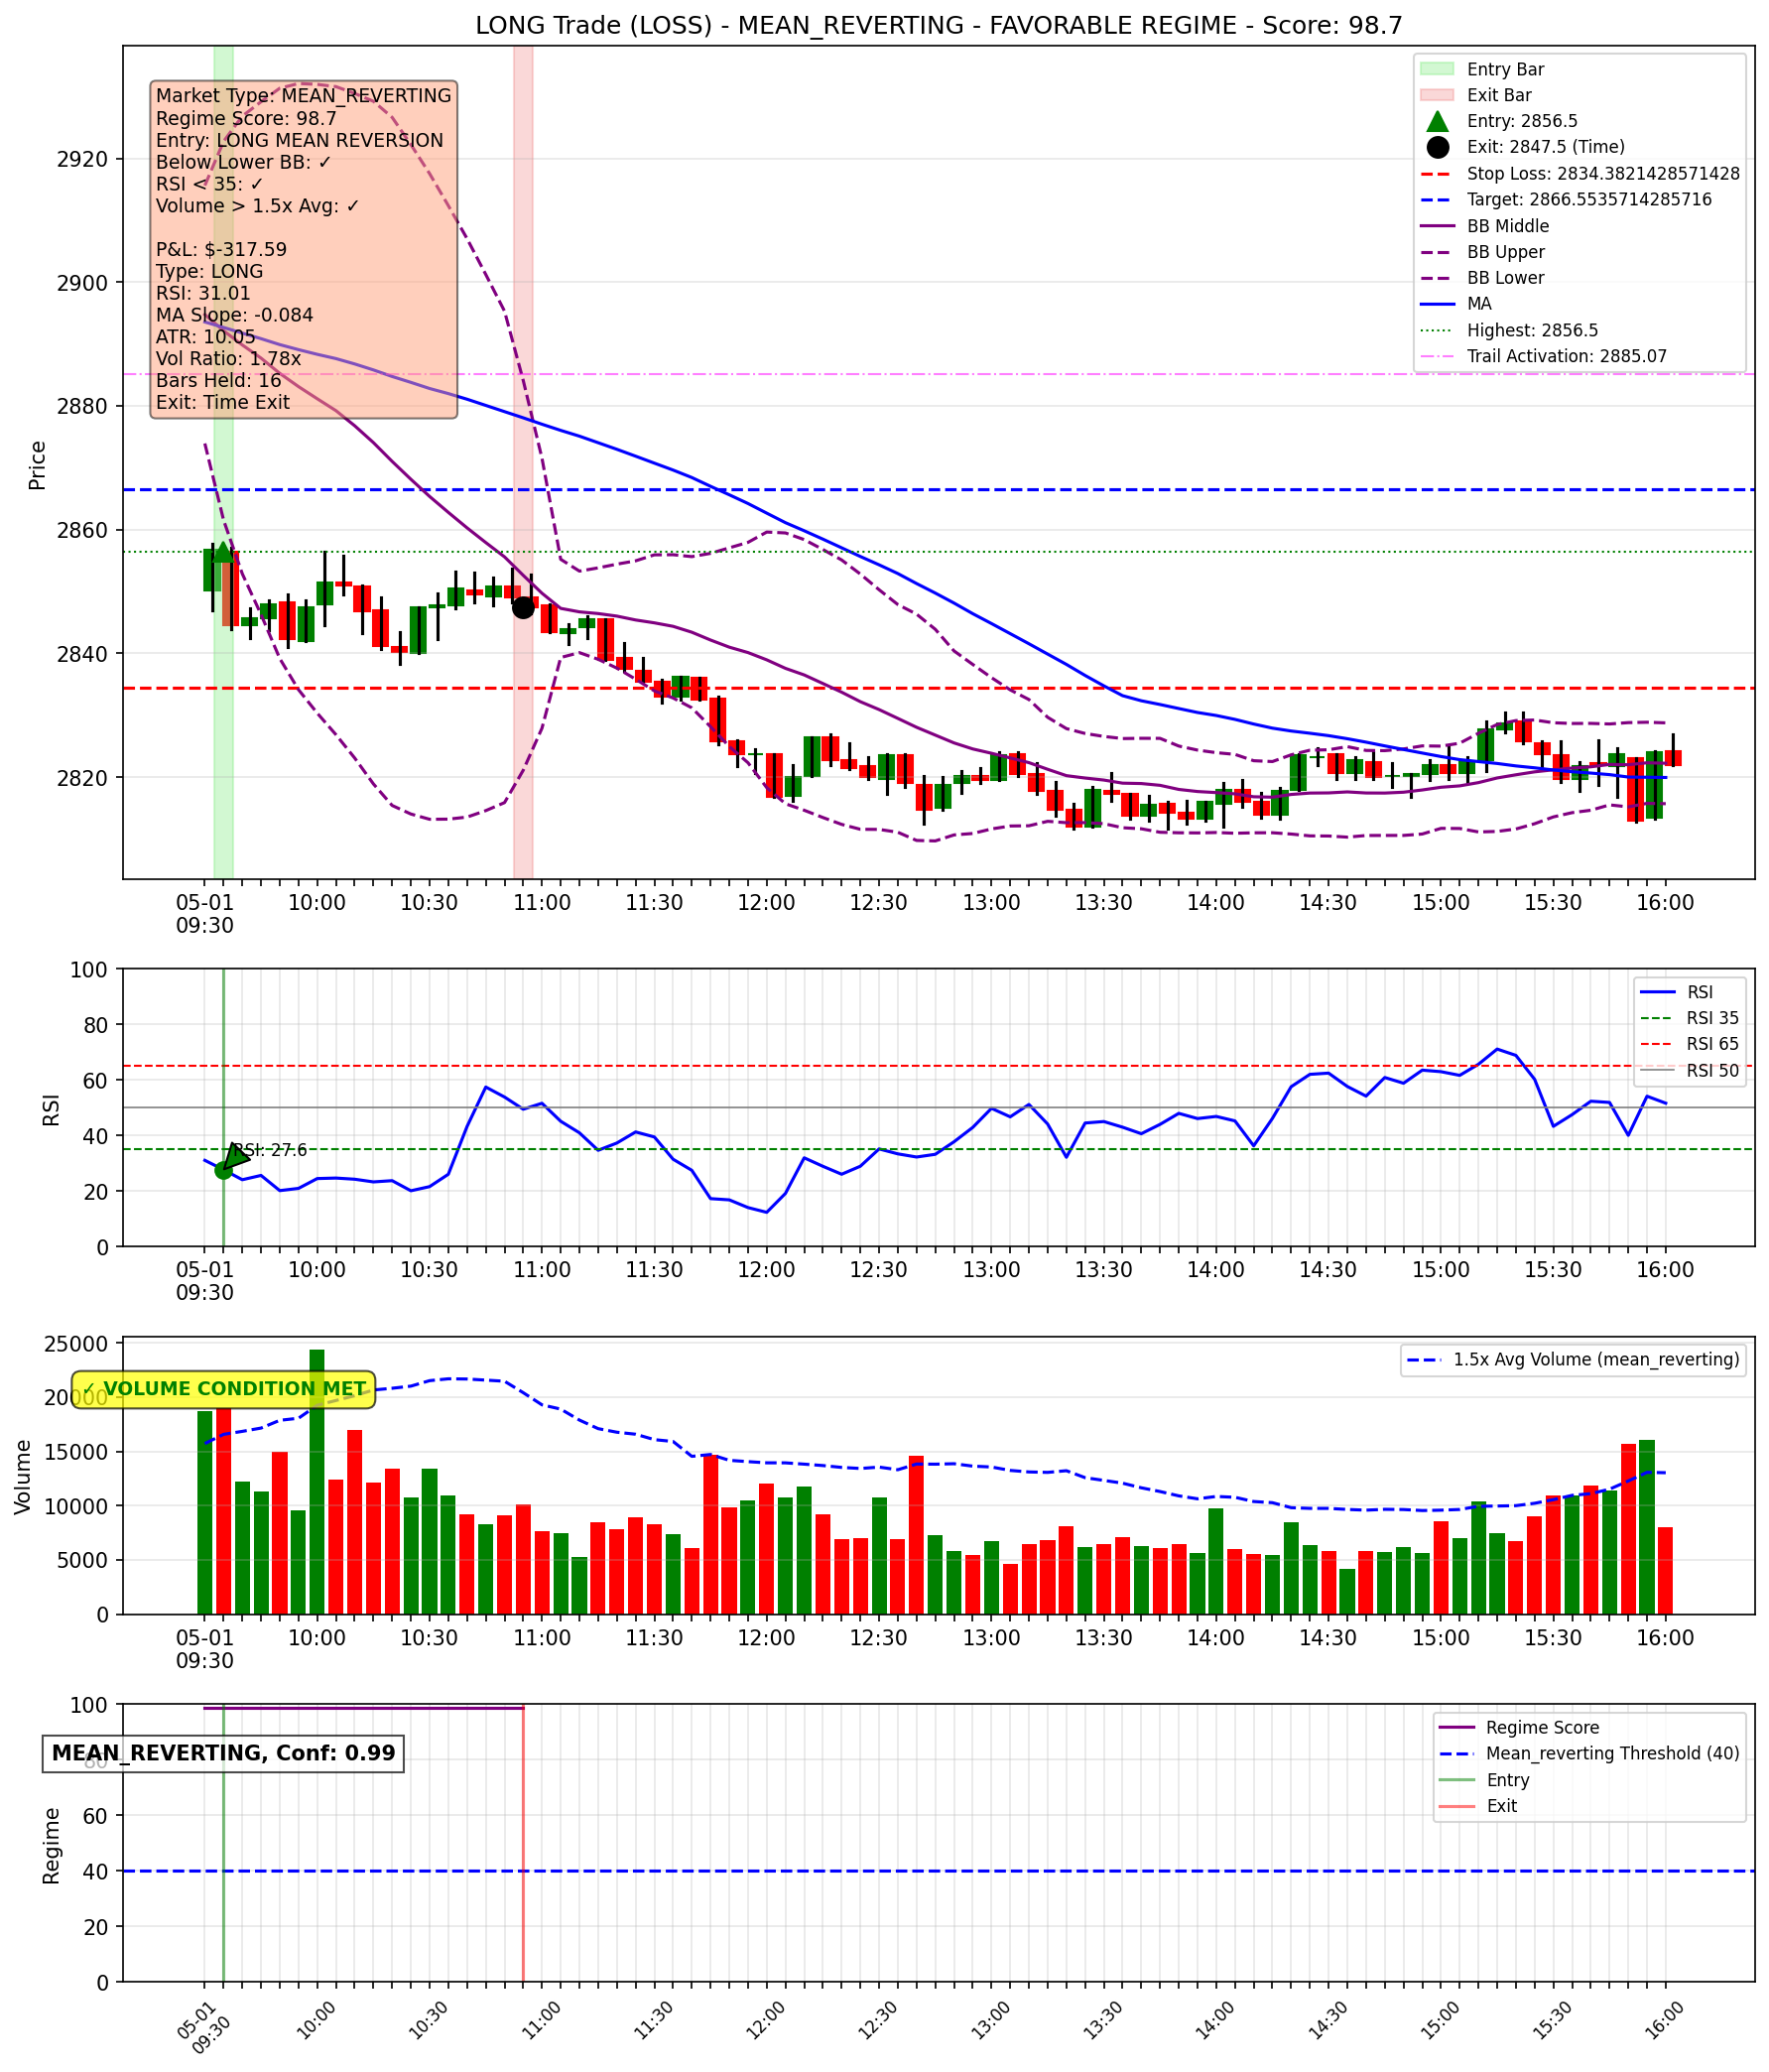 LONG Trade (LOSS) - MEAN_REVERTING - FAVORABLE REGIME - Score: 98.7
Market Type: MEAN_REVERTING
Regime Score: 98.7
Entry: LONG MEAN REVERSION
Below Lower BB: ✓
RSI < 35: ✓
Volume > 1.5x Avg: ✓
P&L: $-317.59
Type: LONG
RSI: 31.01
MA Slope: -0.084
ATR: 10.05
Vol Ratio: 1.78x
Bars Held: 16
Exit: Time Exit
Entry Bar
Exit Bar
Entry: 2856.5
Exit: 2847.5 (Time)
Stop Loss: 2834.3821428571428
Target: 2866.5535714285716
BB Middle
BB Upper
BB Lower
MA
Highest: 2856.5
Trail Activation: 2885.07
Price
2920
2900
2880
2860
2840
2820
05-01 10:00 10:30 11:00 11:30 12:00 12:30 13:00 13:30 14:00 14:30 15:00 15:30 16:00
09:30
RSI
100
80
60
40
20
0
RSI: 27.6
RSI
RSI 35
RSI 65
RSI 50
05-01 10:00 10:30 11:00 11:30 12:00 12:30 13:00 13:30 14:00 14:30 15:00 15:30 16:00
09:30
Volume
25000
20000
15000
10000
5000
0
✓ VOLUME CONDITION MET
1.5x Avg Volume (mean_reverting)
05-01 10:00 10:30 11:00 11:30 12:00 12:30 13:00 13:30 14:00 14:30 15:00 15:30 16:00
09:30
Regime
100
80
60
40
20
0
MEAN_REVERTING, Conf: 0.99
Regime Score
Mean_reverting Threshold (40)
Entry
Exit
05-01 10:00 10:30 11:00 11:30 12:00 12:30 13:00 13:30 14:00 14:30 15:00 15:30 16:00
09:30